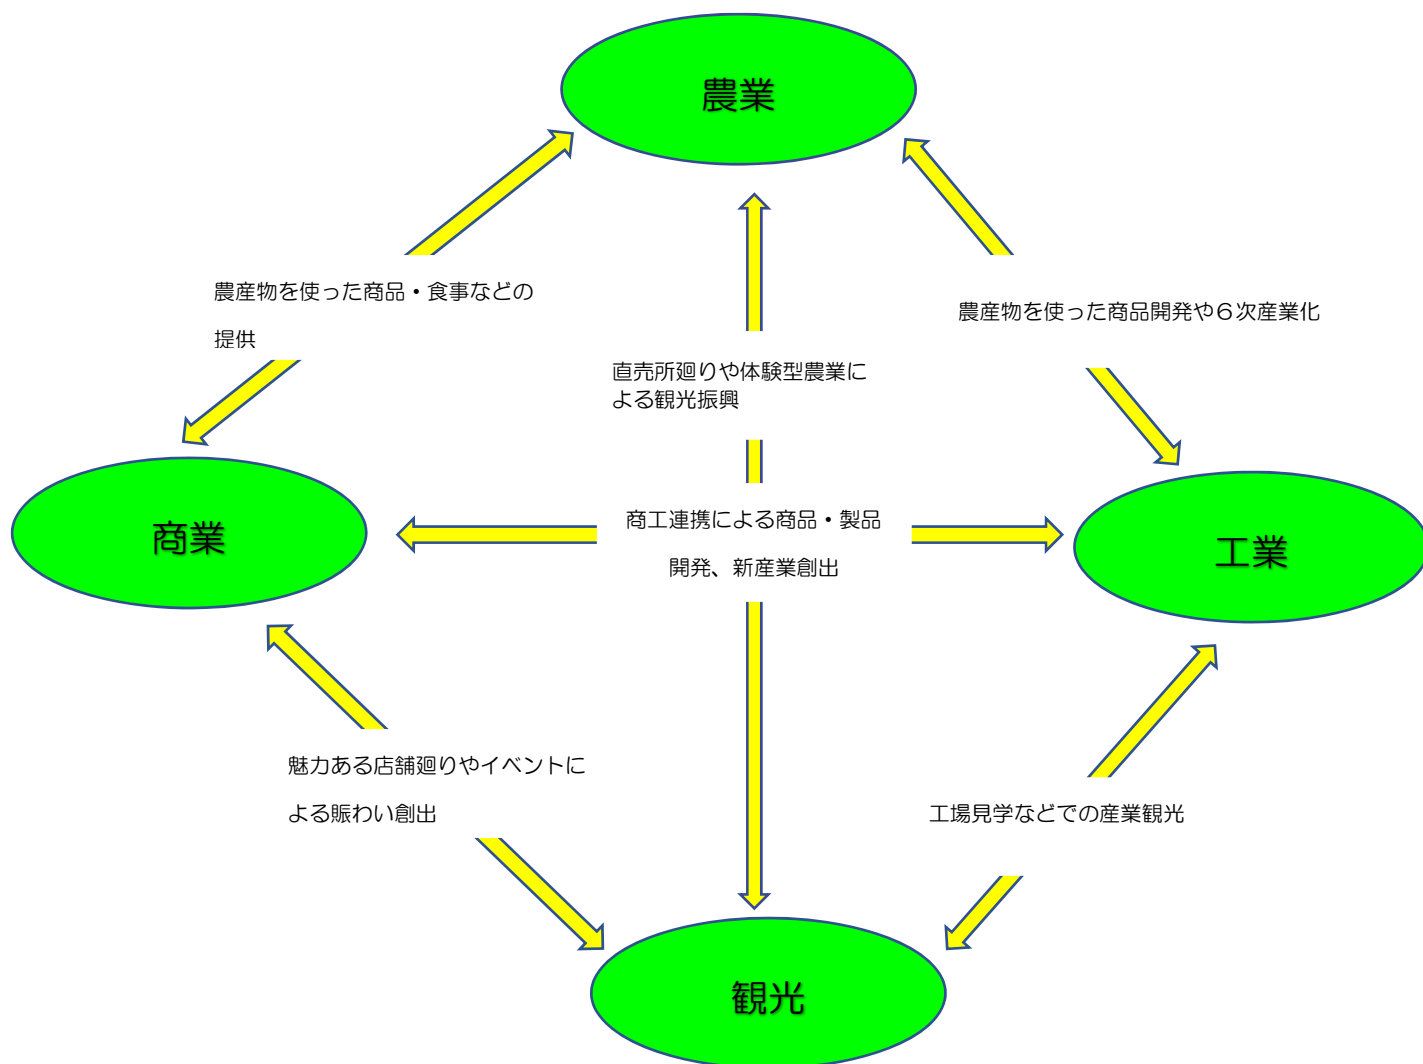 農業
農産物を使った商品・食事などの
提供
農産物を使った商品開発や６次産業化
直売所廻りや体験型農業に
よる観光振興
商業
商工連携による商品・製品
開発、新産業創出
工業
魅力ある店舗廻りやイベントに
よる賑わい創出
工場見学などでの産業観光
観光